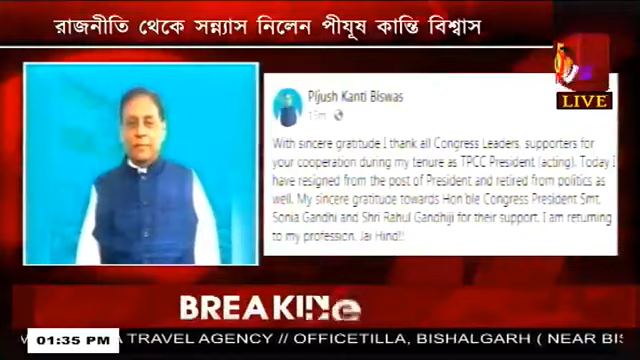 রাজনীতি থেকে সন্ন্যাস নিলেন পীযূষ কান্তি বিশ্বাস
LIVE
Pijush Kanti Biswas
15m
With sincere gratitude I thank all Congress Leaders, supporters for
your cooperation during my tenure as TPCC President (acting). Today I
have resigned from the post of President and retired from politics as
well. My sincere gratitude towards Hon'ble Congress President Smt.
Sonia Gandhi and Shri Rahul Gandhiji for their support. I am returning
to my profession. Jai Hind!!
BREAKING
01:35 PM
TRAVEL AGENCY // OFFICETILLA, BISHALGARH ( NEAR BIS